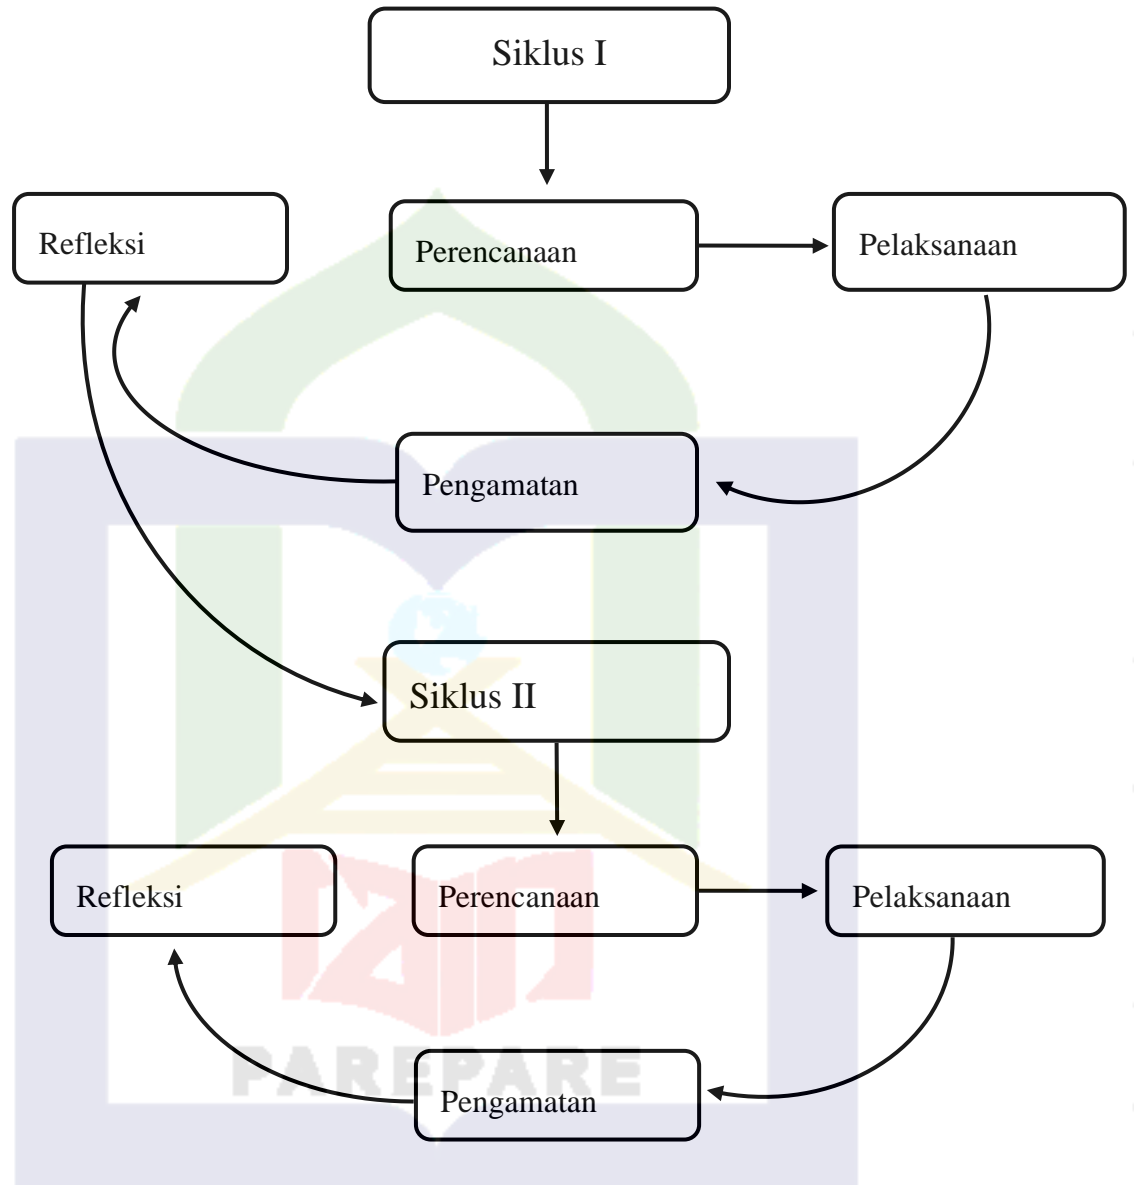 Siklus I
Refleksi
Perencanaan
Pelaksanaan
Pengamatan
Siklus II
Refleksi
Perencanaan
Pelaksanaan
PAREPARE
Pengamatan